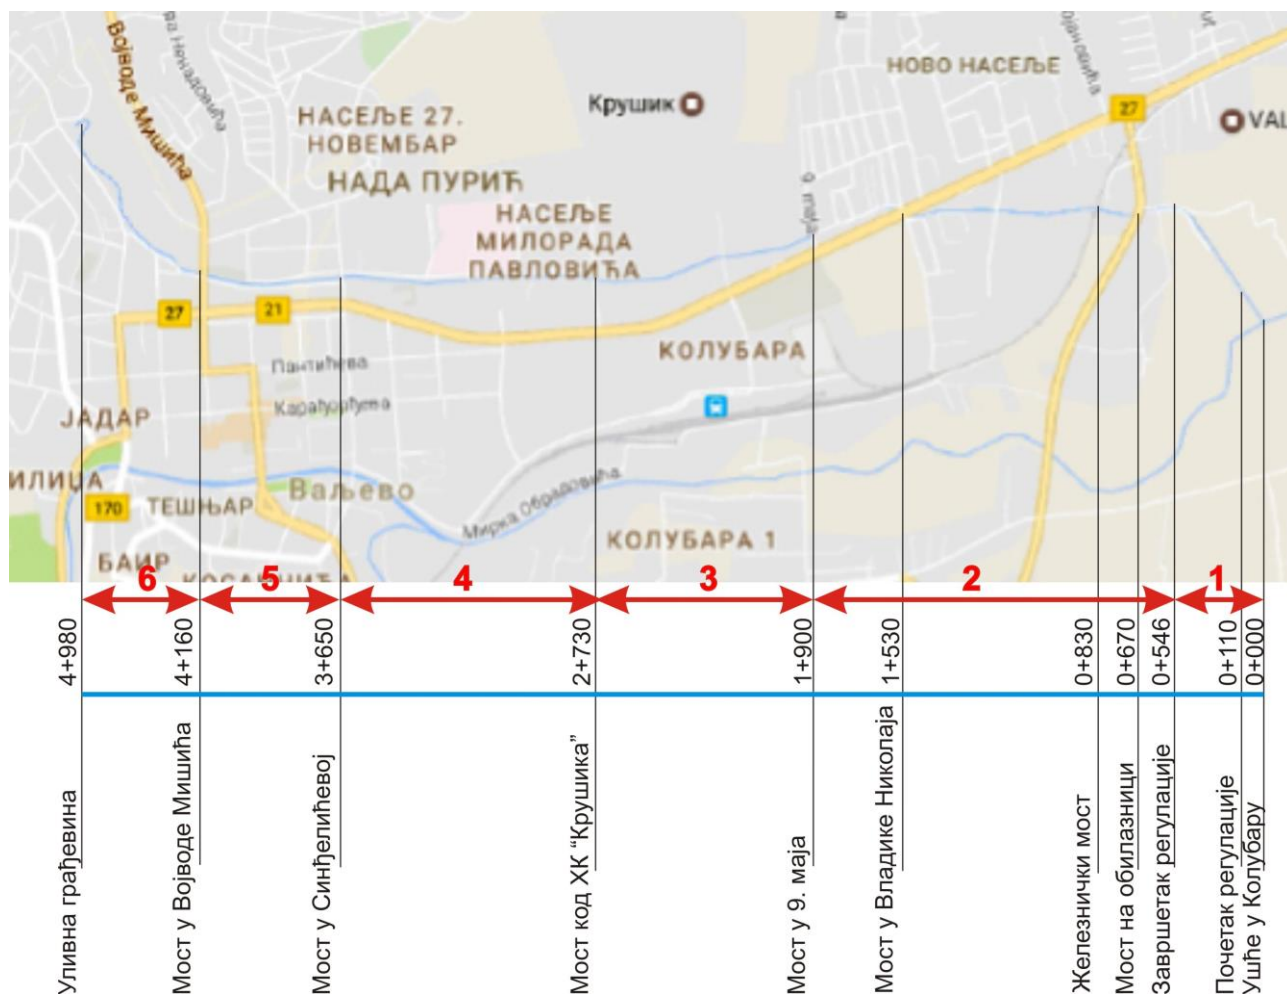 Војводе Мишића
ва Ненадовића
НАСЕЉЕ 27.
НОВЕМБАР
НАДА ПУРИЋ
НАСЕЉЕ
МИЛОРАДА
ПАВЛОВИЋА
Крушик
НОВО НАСЕЉЕ
27
VAL
9. maja
27
21
КОЛУБАРА
Пантићева
Карађорђева
ЈАДАР
ИЛИЦА
170
ТЕШЊАР
Ваљево
Мирка Обрадовића
БАИР
КОЛУБАРА 1
6
5
4
3
2
1
4+980
4+160
3+650
2+730
1+900
1+530
0+830
0+670
0+546
0+110
0+000
Уливна грађевина
Мост у Војводе Мишића
Мост у Синђелићевој
Мост код ХК “Крушика”
Мост у 9. маја
Мост у Владике Николаја
Железнички мост
Мост на обилазници
Завршетак регулације
Почетак регулације
Ушће у Колубару